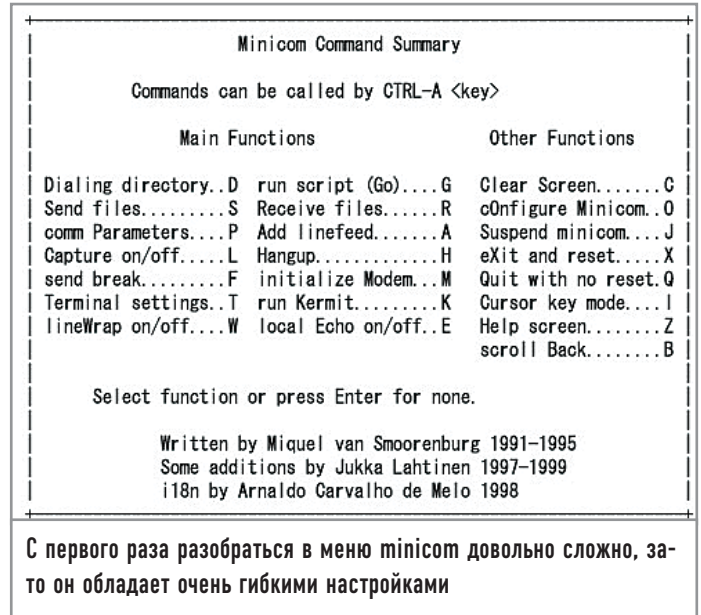 Minicom Command Summary
Commands can be called by CTRL-A <key>
Main Functions Other Functions
Dialing directory..D run script (Go)....G Clear Screen.......C
Send files.........S Receive files......R cOnfigure Minicom..O
comm Parameters....P Add linefeed.......A Suspend minicom....J
Capture on/off.....L Hangup.............H eXit and reset.....X
send break.........F initialize Modem...M Quit with no reset.Q
Terminal settings..T run Kermit.........K Cursor key mode....I
lineWrap on/off....W local Echo on/off..E Help screen........Z
scroll Back........B
Select function or press Enter for none.
Written by Miquel van Smoorenburg 1991-1995
Some additions by Jukka Lahtinen 1997-1999
i18n by Arnaldo Carvalho de Melo 1998
С первого раза разобраться в меню minicom довольно сложно, за-
то он обладает очень гибкими настройками